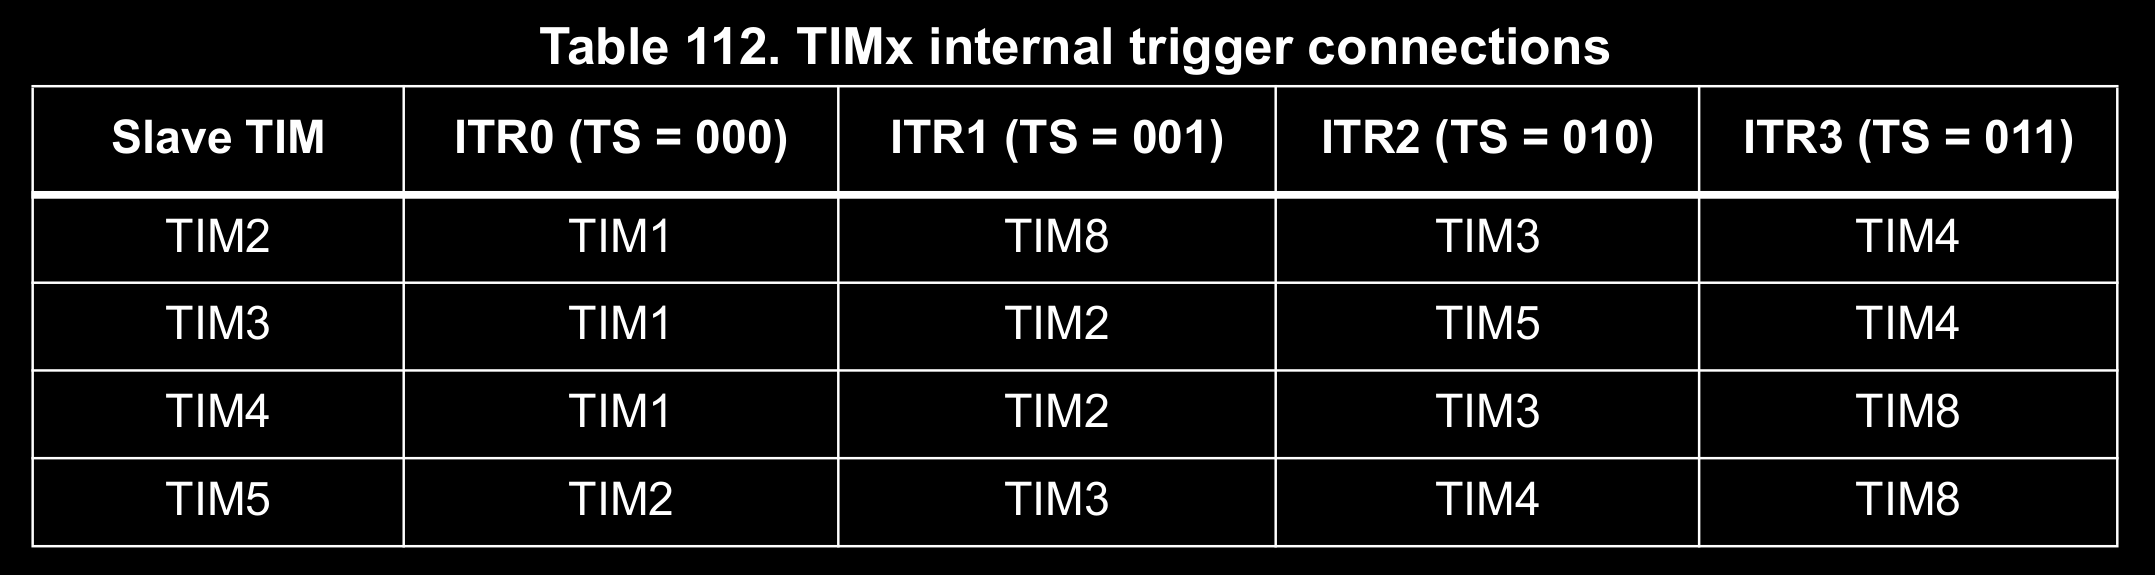 Table 112. TIMx internal trigger connections
Slave TIM ITR0 (TS = 000) ITR1 (TS = 001) ITR2 (TS = 010) ITR3 (TS = 011)
TIM2 TIM1 TIM8 TIM3 TIM4
TIM3 TIM1 TIM2 TIM5 TIM4
TIM4 TIM1 TIM2 TIM3 TIM8
TIM5 TIM2 TIM3 TIM4 TIM8